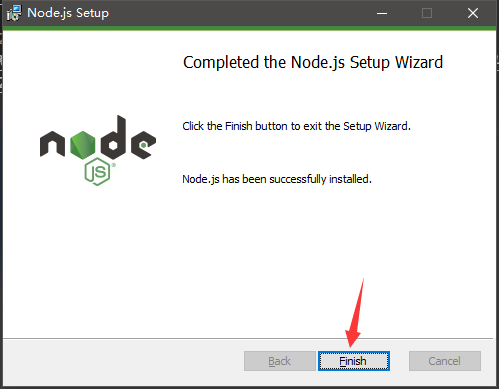 Node.js Setup
Completed the Node.js Setup Wizard
Click the Finish button to exit the Setup Wizard.
node
JS
Node.js has been successfully installed.
Back
Finish
Cancel